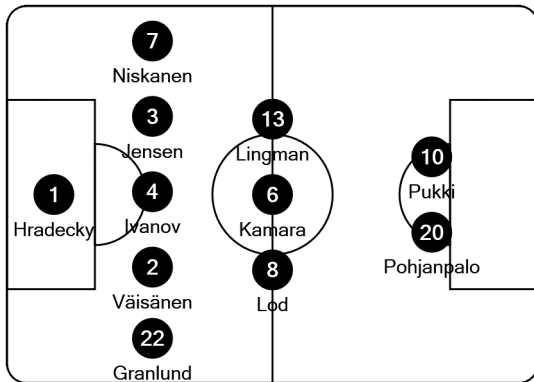 7
Niskanen
3
Jensen
13
Lingman
10
Pukki
1
Hradecky
4
Ivanov
6
Kamara
20
Pohjanpalo
2
Väisänen
8
Lod
22
Granlund